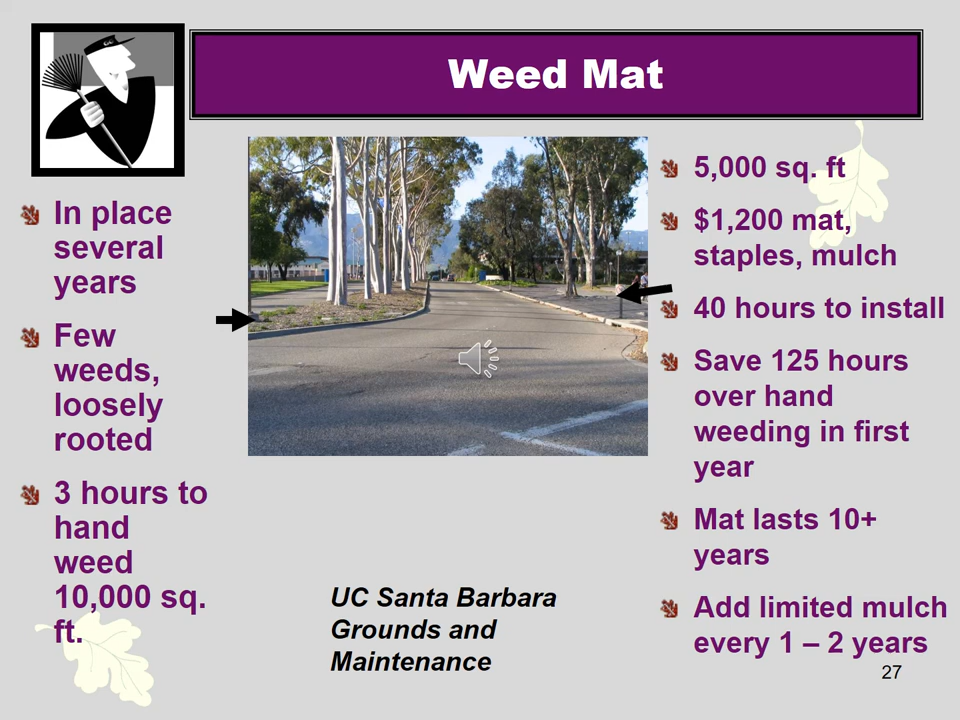 Weed Mat
In place
several
years
Few
weeds,
loosely
rooted
3 hours to
hand
weed
10,000 sq.
ft.
5,000 sq. ft
$1,200 mat,
staples, mulch
40 hours to install
Save 125 hours
over hand
weeding in first
year
Mat lasts 10+
years
Add limited mulch
every 1 – 2 years
UC Santa Barbara
Grounds and
Maintenance
27